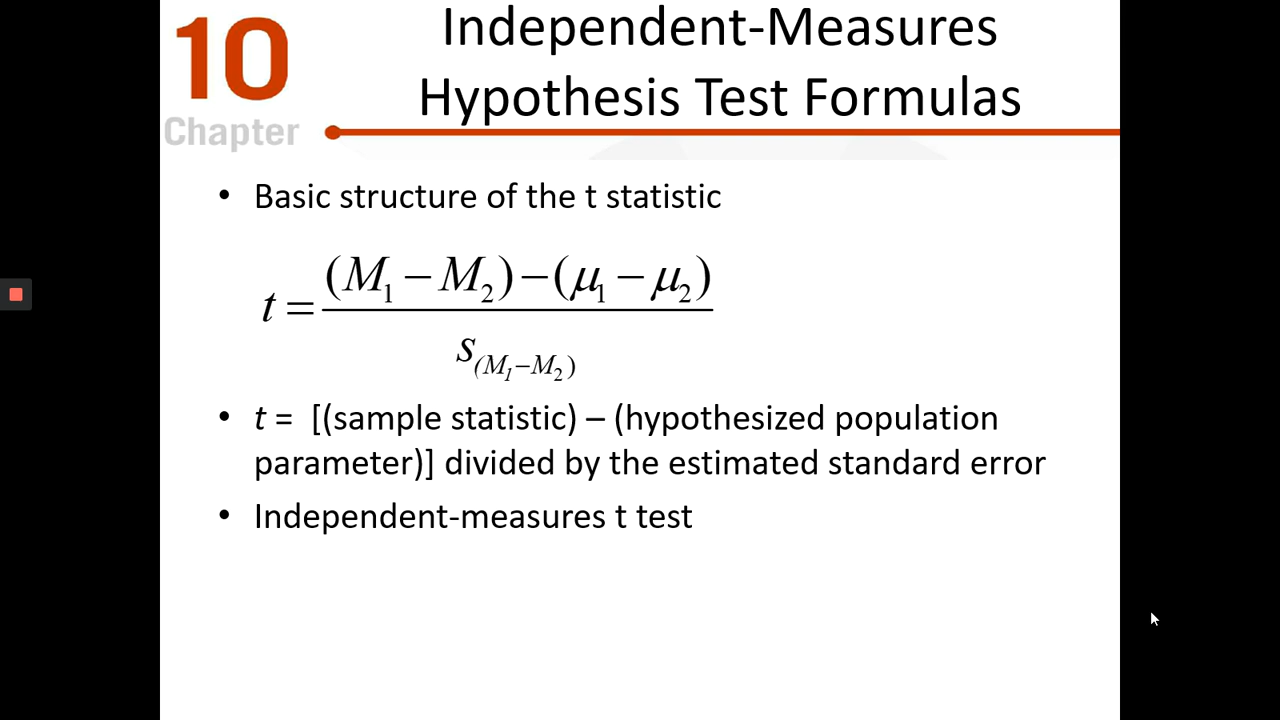 10
Chapter
Independent-Measures
Hypothesis Test Formulas
• Basic structure of the t statistic
t = (M₁ − M₂) − (μ₁ − μ₂) / s(M₁−M₂)
• t = [(sample statistic) – (hypothesized population
parameter)] divided by the estimated standard error
• Independent-measures t test